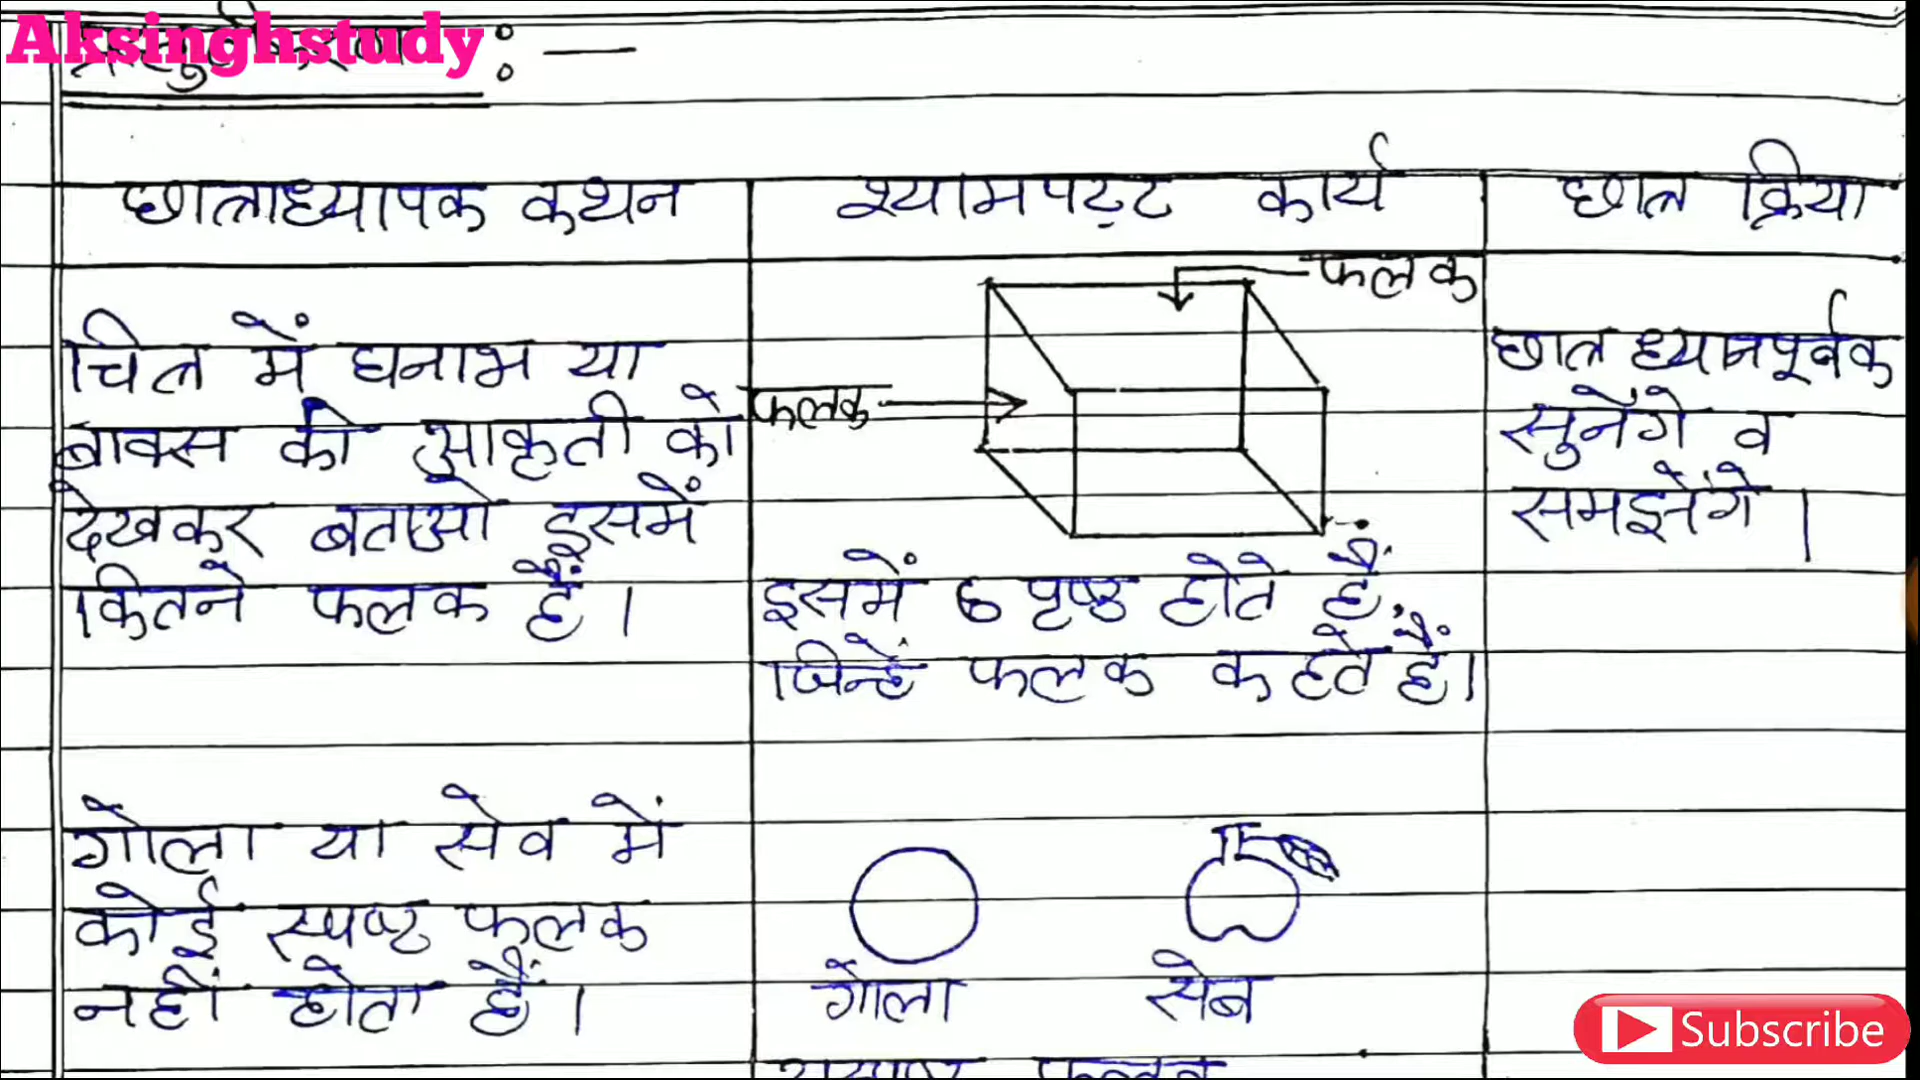 Aksinghstudy :—
छात्राध्यापक कथन
श्यामपट्ट कार्य
छात्र क्रिया
चित्र में घनाभ या
बाक्स की आकृती को
देखकर बताओ इसमें
कितने फलक हैं।
फलक
फलक
इसमें 6 पृष्ठ होते हैं,
जिन्हें फलक कहते हैं।
छात्र ध्यानपूर्वक
सुनेंगे व
समझेंगे।
गोला या सेव में
कोई स्पष्ट फलक
नहीं होता हैं।
गोला
सेब
Subscribe